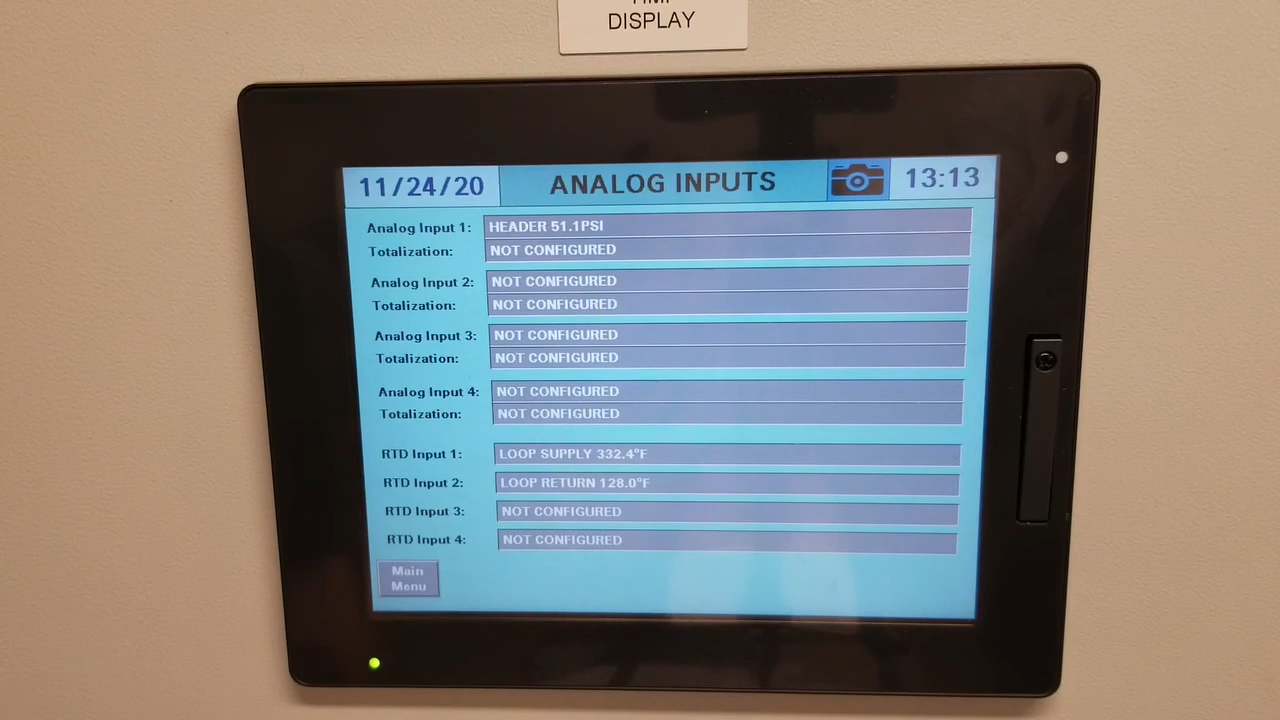 DISPLAY
11/24/20 ANALOG INPUTS 13:13
Analog Input 1: HEADER 51.1PSI
Totalization: NOT CONFIGURED
Analog Input 2: NOT CONFIGURED
Totalization: NOT CONFIGURED
Analog Input 3: NOT CONFIGURED
Totalization: NOT CONFIGURED
Analog Input 4: NOT CONFIGURED
Totalization: NOT CONFIGURED
RTD Input 1: LOOP SUPPLY 332.4°F
RTD Input 2: LOOP RETURN 128.0°F
RTD Input 3: NOT CONFIGURED
RTD Input 4: NOT CONFIGURED
Main
Menu